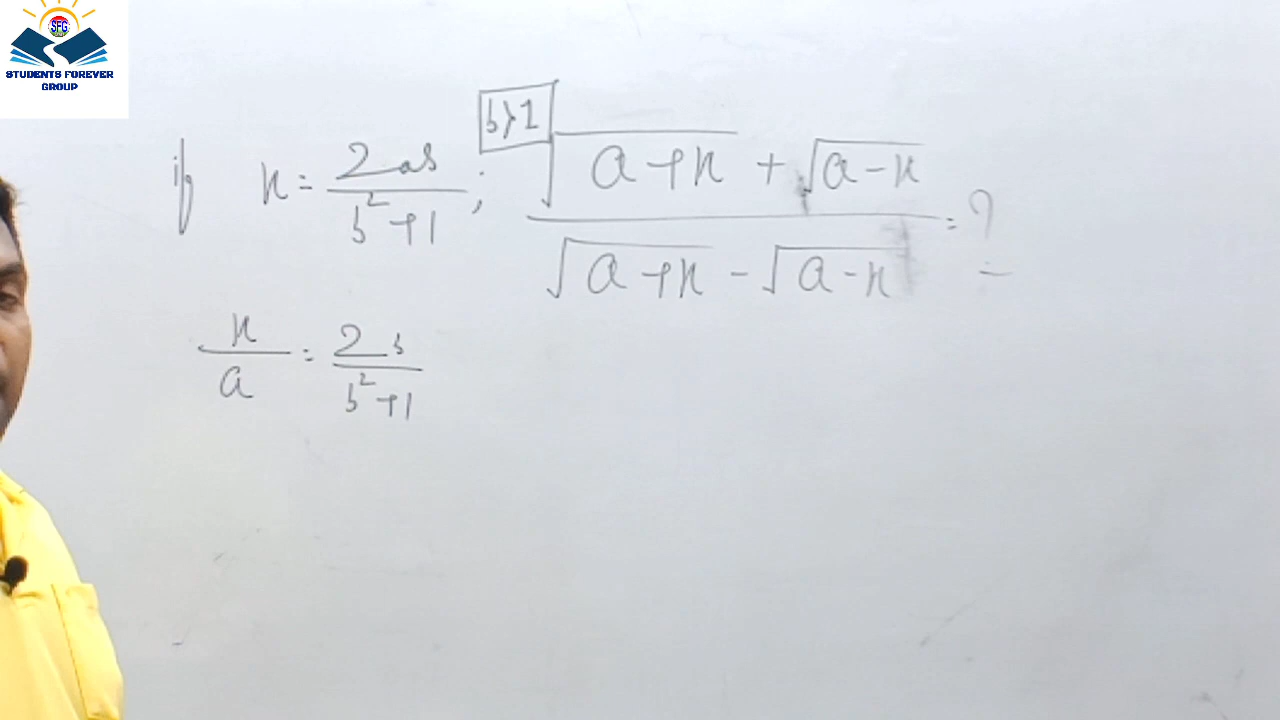 SFG
STUDENTS FOREVER
GROUP
b>1
if x = 2ab / b²+1 ; √a+x + √a-x / √a+x - √a-x = ?
x / a = 2b / b²+1